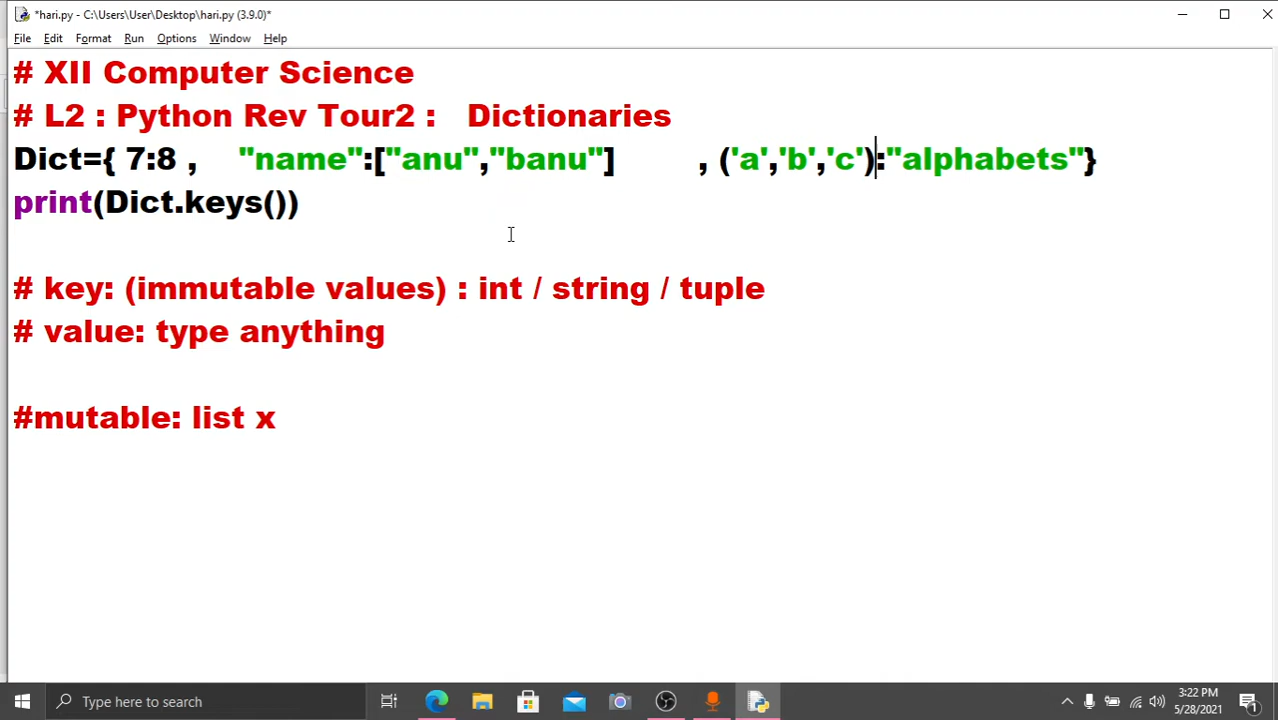 *hari.py - C:\Users\User\Desktop\hari.py (3.9.0)*
File Edit Format Run Options Window Help
# XII Computer Science
# L2 : Python Rev Tour2 :   Dictionaries
Dict={ 7:8 ,    "name":["anu","banu"]        , ('a','b','c'):"alphabets"}
print(Dict.keys())
# key: (immutable values) : int / string / tuple
# value: type anything
#mutable: list x
Type here to search
3:22 PM
5/28/2021
1